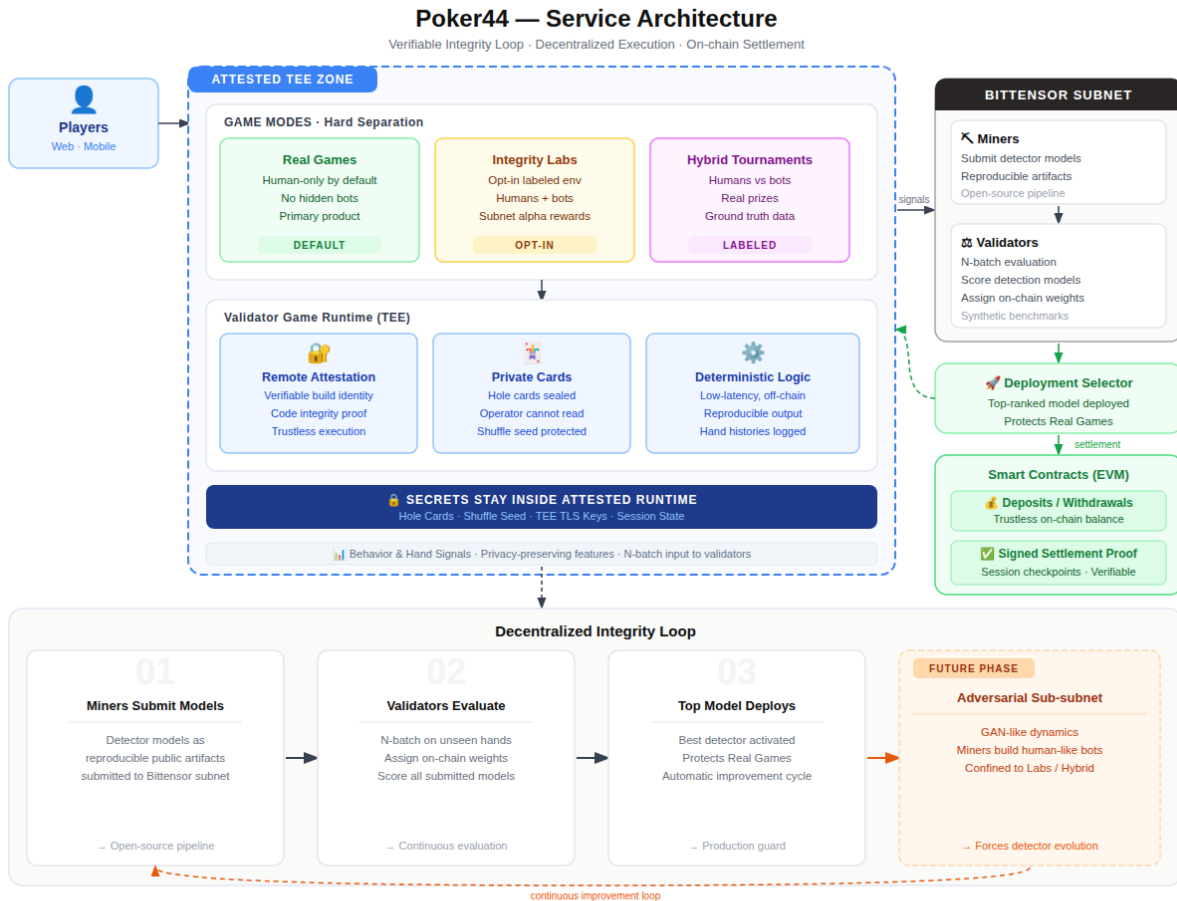 Poker44 — Service Architecture
Verifiable Integrity Loop · Decentralized Execution · On-chain Settlement
Players
Web · Mobile
ATTESTED TEE ZONE
GAME MODES · Hard Separation
Real Games
Human-only by default
No hidden bots
Primary product
DEFAULT
Integrity Labs
Opt-in labeled env
Humans + bots
Subnet alpha rewards
OPT-IN
Hybrid Tournaments
Humans vs bots
Real prizes
Ground truth data
LABELED
Validator Game Runtime (TEE)
Remote Attestation
Verifiable build identity
Code integrity proof
Trustless execution
Private Cards
Hole cards sealed
Operator cannot read
Shuffle seed protected
Deterministic Logic
Low-latency, off-chain
Reproducible output
Hand histories logged
SECRETS STAY INSIDE ATTESTED RUNTIME
Hole Cards · Shuffle Seed · TEE TLS Keys · Session State
Behavior & Hand Signals · Privacy-preserving features · N-batch input to validators
signals
BITTENSOR SUBNET
Miners
Submit detector models
Reproducible artifacts
Open-source pipeline
Validators
N-batch evaluation
Score detection models
Assign on-chain weights
Synthetic benchmarks
Deployment Selector
Top-ranked model deployed
Protects Real Games
settlement
Smart Contracts (EVM)
Deposits / Withdrawals
Trustless on-chain balance
Signed Settlement Proof
Session checkpoints · Verifiable
Decentralized Integrity Loop
01
Miners Submit Models
Detector models as
reproducible public artifacts
submitted to Bittensor subnet
→ Open-source pipeline
02
Validators Evaluate
N-batch on unseen hands
Assign on-chain weights
Score all submitted models
→ Continuous evaluation
03
Top Model Deploys
Best detector activated
Protects Real Games
Automatic improvement cycle
→ Production guard
FUTURE PHASE
Adversarial Sub-subnet
GAN-like dynamics
Miners build human-like bots
Confined to Labs / Hybrid
→ Forces detector evolution
continuous improvement loop